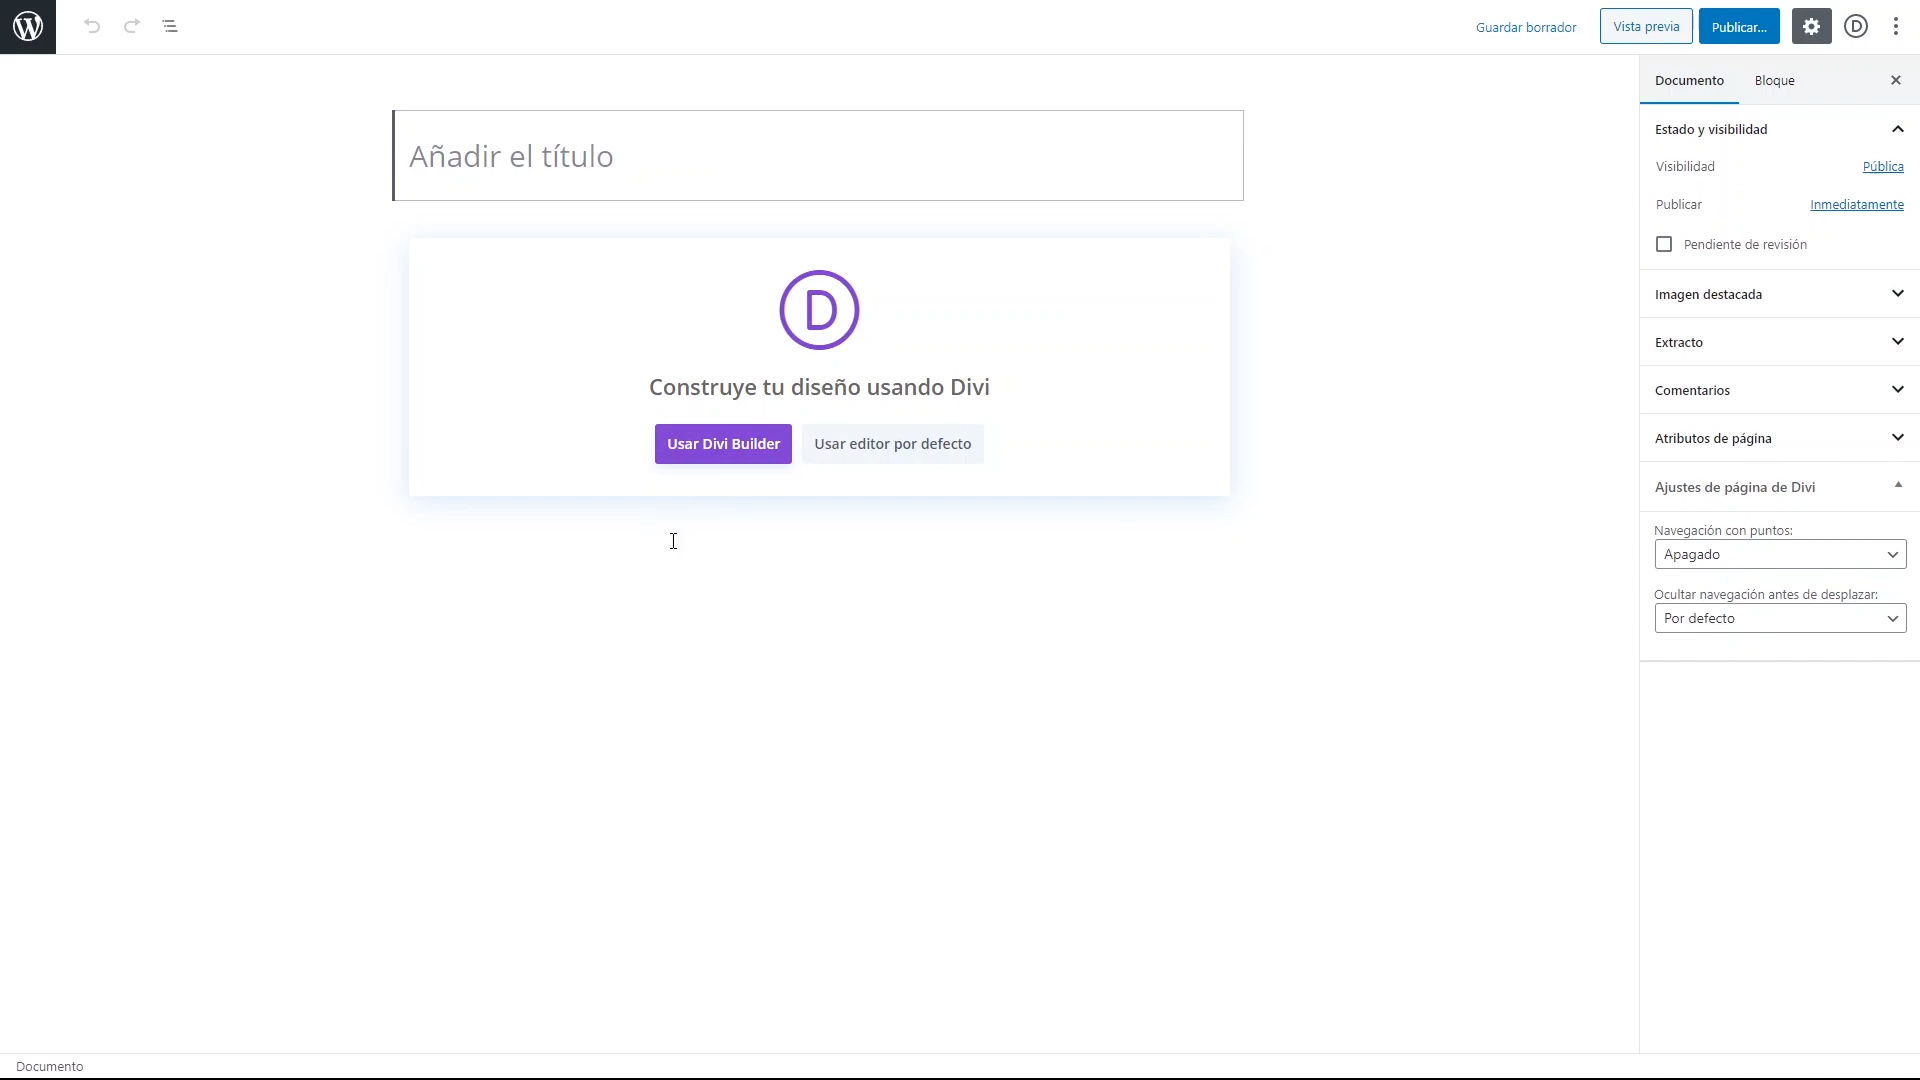 Guardar borrador
Vista previa
Publicar...
Documento
Bloque
Añadir el título
Construye tu diseño usando Divi
Usar Divi Builder
Usar editor por defecto
Estado y visibilidad
Visibilidad
Pública
Publicar
Inmediatamente
Pendiente de revisión
Imagen destacada
Extracto
Comentarios
Atributos de página
Ajustes de página de Divi
Navegación con puntos:
Apagado
Ocultar navegación antes de desplazar:
Por defecto
Documento